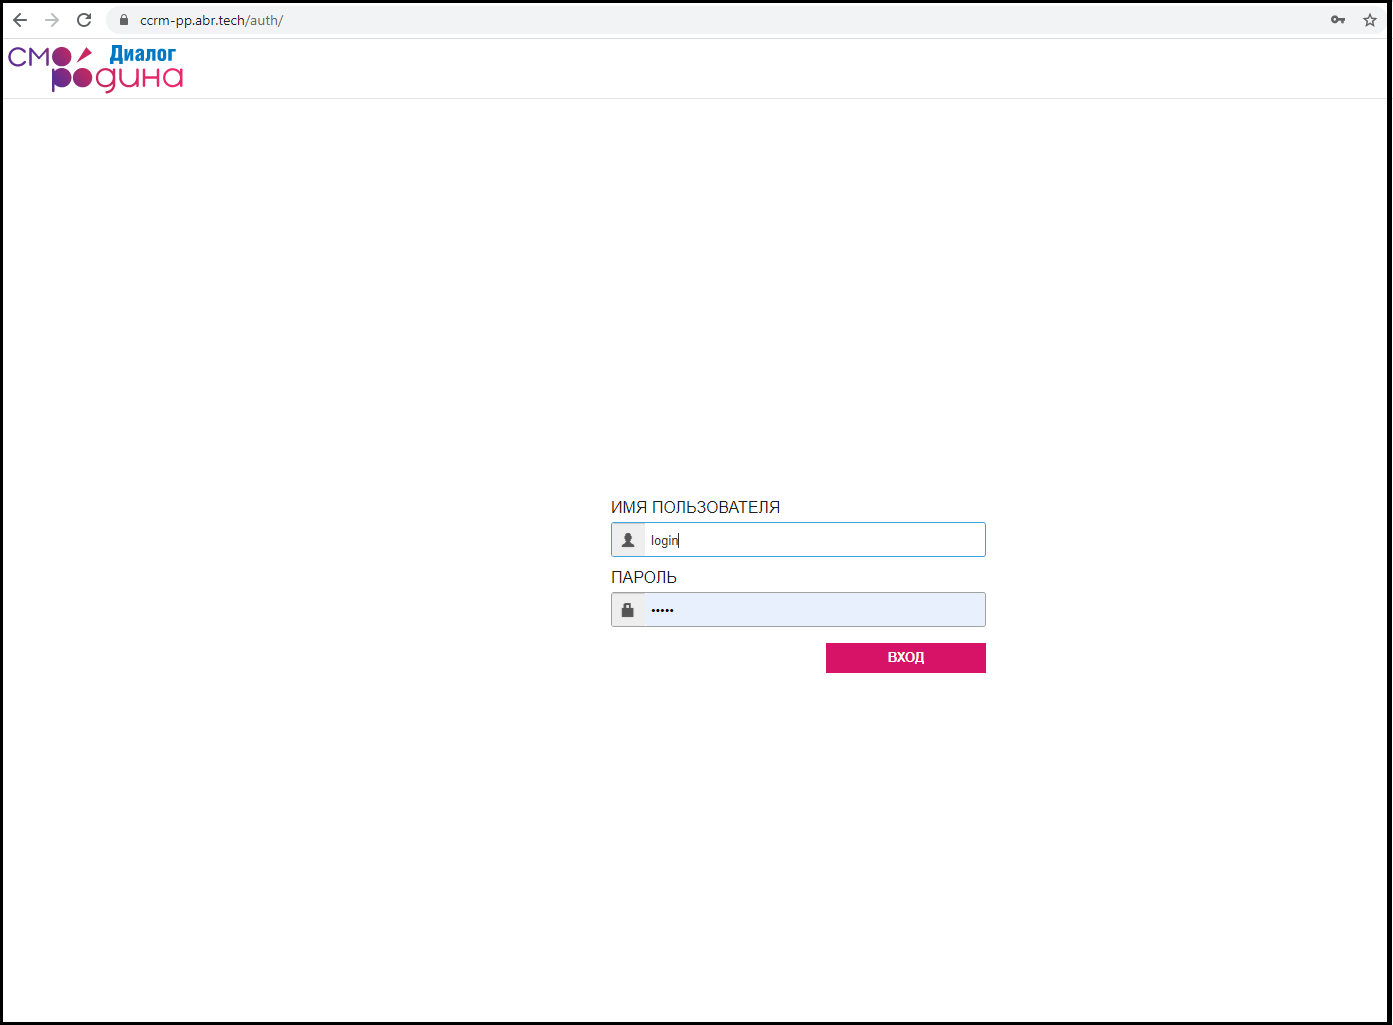 ccrm-pp.abr.tech/auth/
СМО Диалог
РОДИНА
ИМЯ ПОЛЬЗОВАТЕЛЯ
login
ПАРОЛЬ
•••••
ВХОД